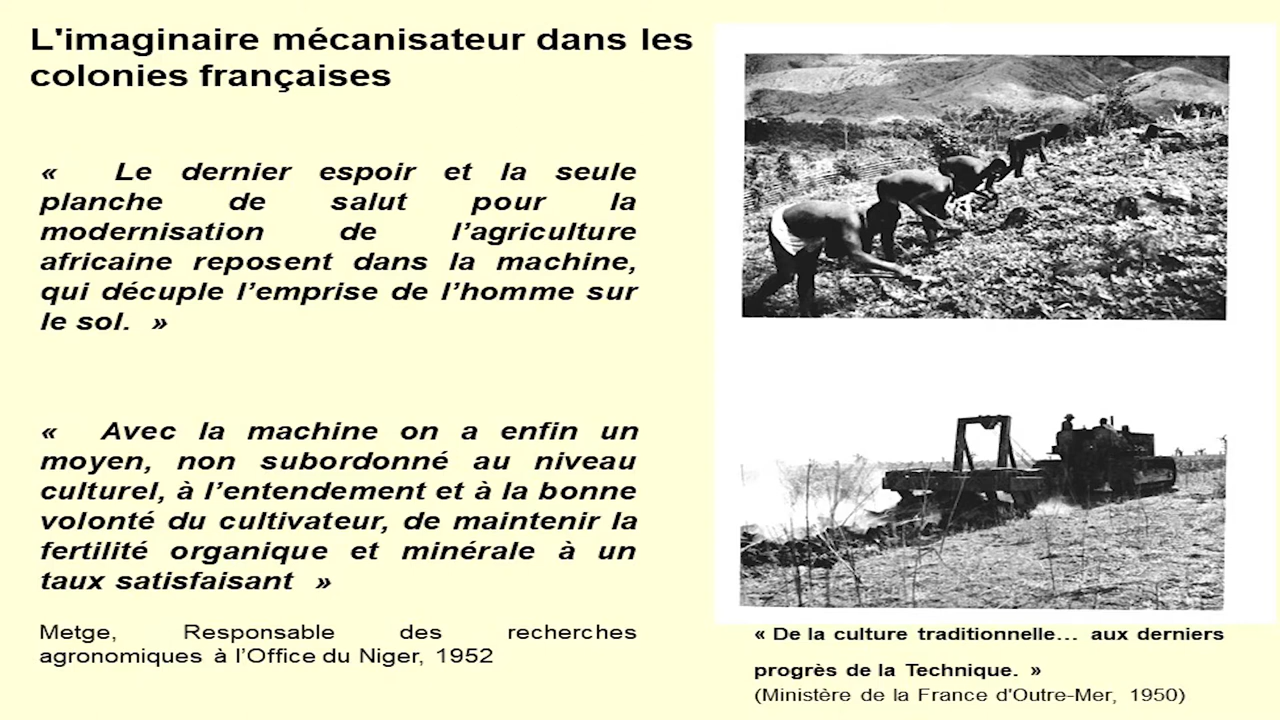 L'imaginaire mécanisateur dans les
colonies françaises
« Le dernier espoir et la seule
planche de salut pour la
modernisation de l’agriculture
africaine reposent dans la machine,
qui décuple l’emprise de l’homme sur
le sol. »
« Avec la machine on a enfin un
moyen, non subordonné au niveau
culturel, à l’entendement et à la bonne
volonté du cultivateur, de maintenir la
fertilité organique et minérale à un
taux satisfaisant »
Metge, Responsable des recherches
agronomiques à l’Office du Niger, 1952
« De la culture traditionnelle… aux derniers
progrès de la Technique. »
(Ministère de la France d'Outre-Mer, 1950)